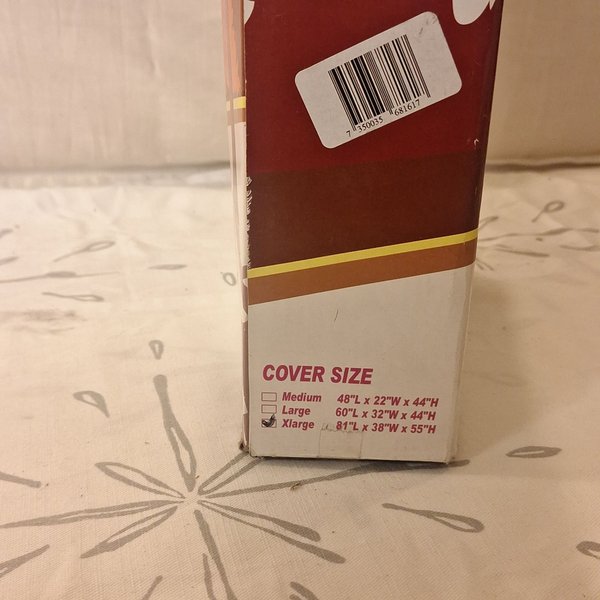 7 350035 681617
COVER SIZE
Medium 48"L x 22"W x 44"H
Large 60"L x 32"W x 44"H
Xlarge 81"L x 38"W x 55"H